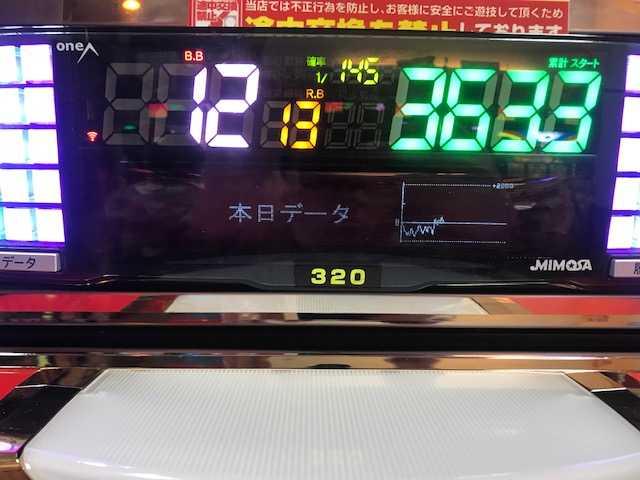 当店では不正行為を防止し、お客様に安全にご遊技して頂くため
途中交換を禁止しております
oneA
B.B
12
確率
1/145
R.B
13
累計 スタート
3633
本日データ
+2000
0
MIMOSA
データ
320